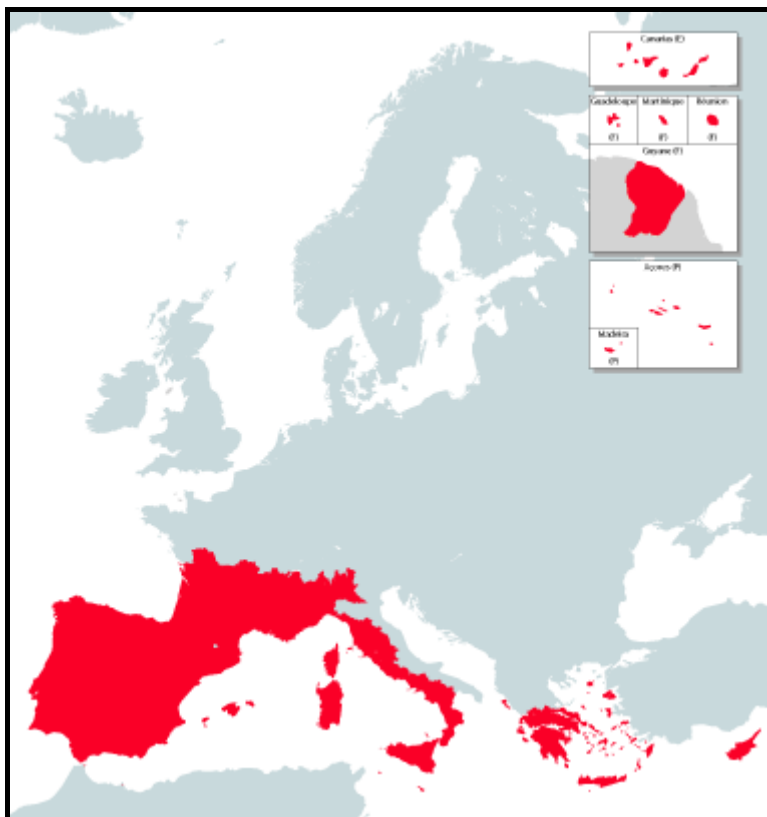 Canarias (E)
Guadeloupe Martinique Réunion
(F) (F) (F)
Guyane (F)
Açores (P)
Madeira
(P)